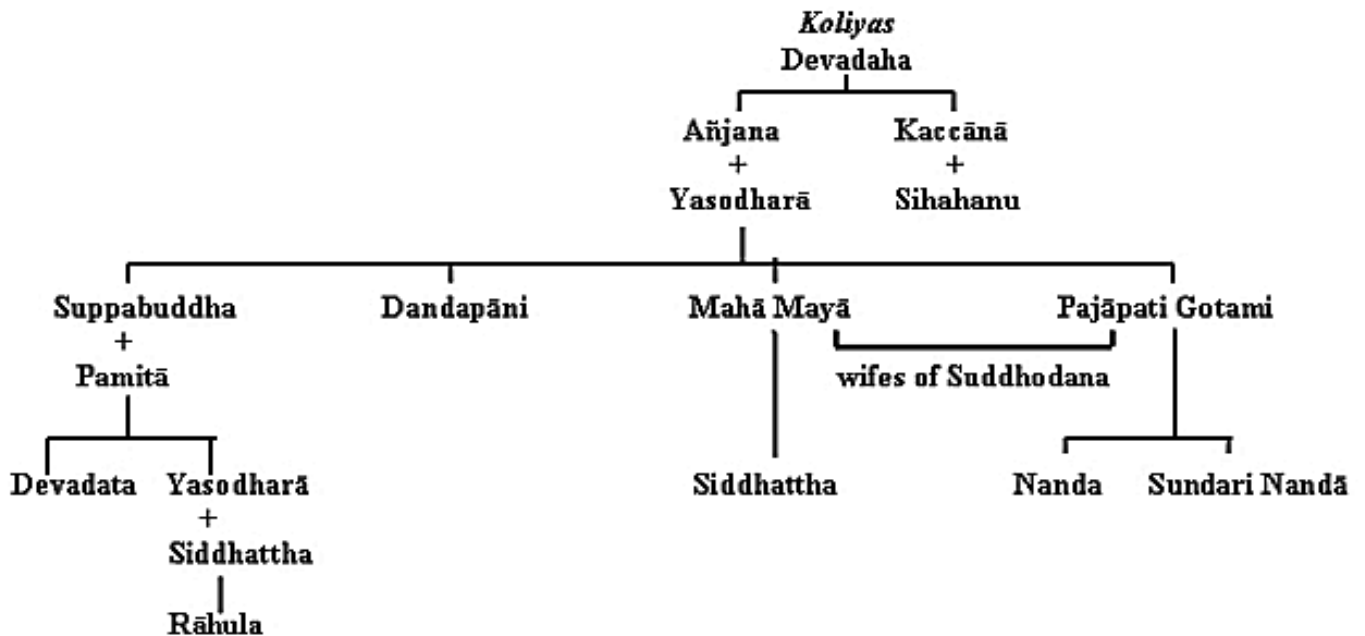 Koliyas
Devadaha
Añjana Kaccānā
+ +
Yasodharā Sihahanu
Suppabuddha Dandapāni Mahā Mayā Pajāpati Gotami
+
Pamitā wifes of Suddhodana
Devadata Yasodharā Siddhattha Nanda Sundari Nandā
+
Siddhattha
Rāhula